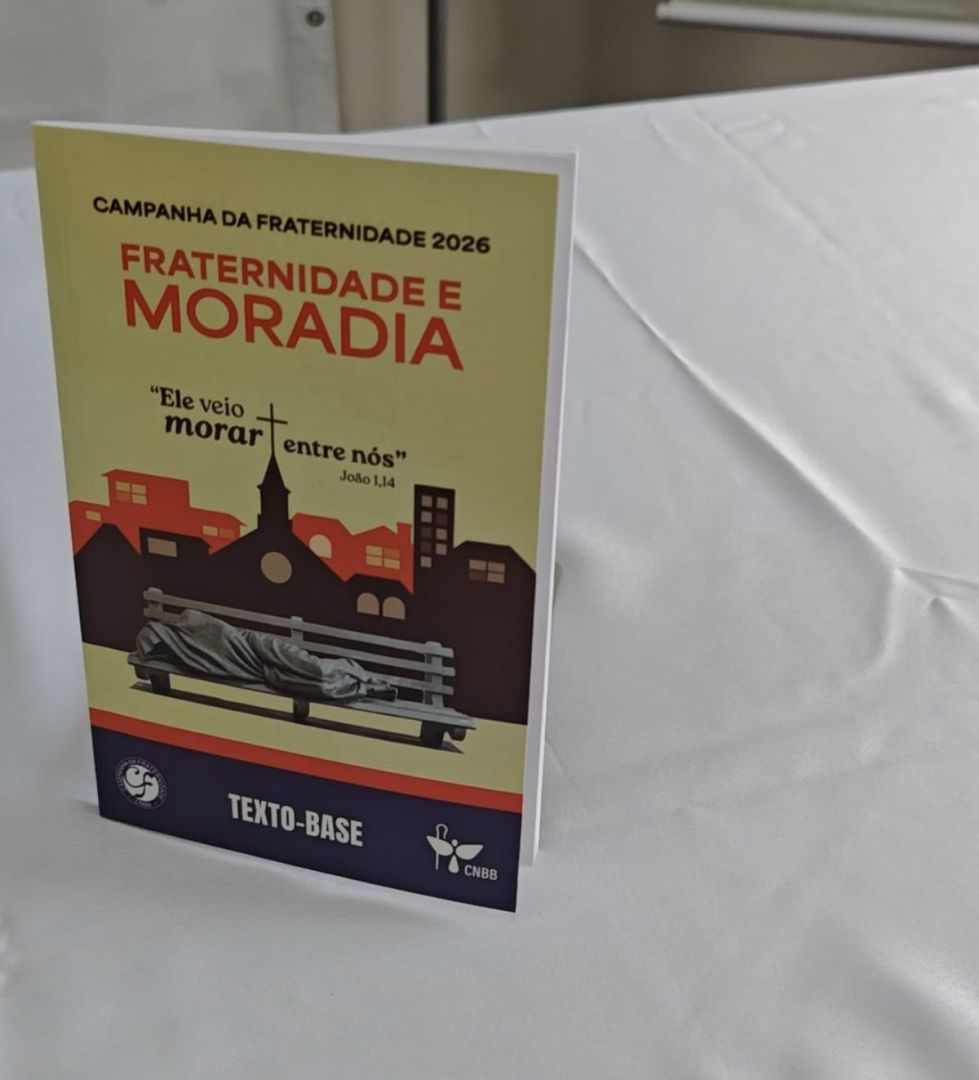 CAMPANHA DA FRATERNIDADE 2026
FRATERNIDADE E
MORADIA
“Ele veio
morar entre nós”
João 1,14
TEXTO-BASE
CNBB